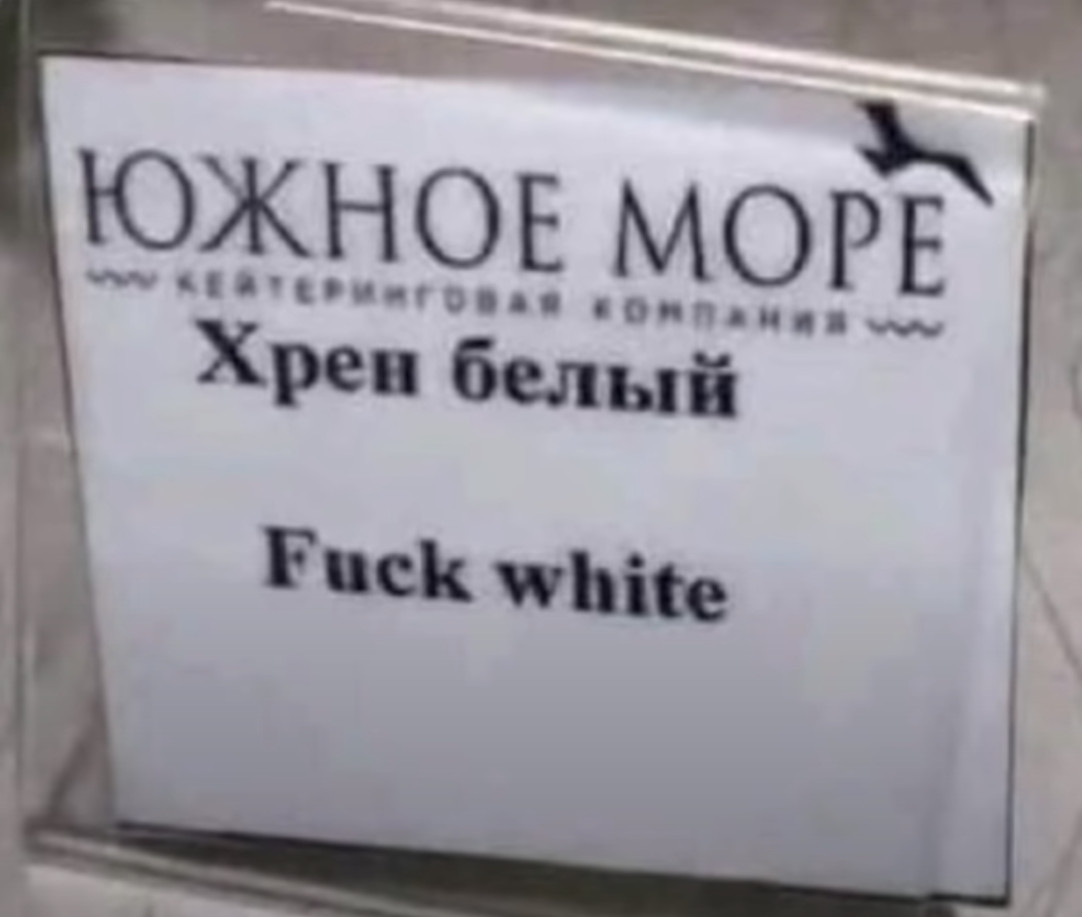 ЮЖНОЕ МОРЕ
КЕЙТЕРИНГОВАЯ КОМПАНИЯ
Хрен белый
Fuck white